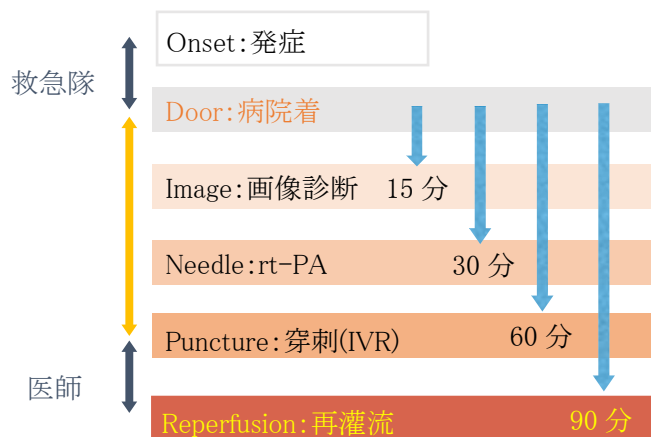 Onset:発症
救急隊
Door:病院着
Image:画像診断 15 分
Needle:rt-PA 30 分
Puncture:穿刺(IVR) 60 分
医師
Reperfusion:再灌流 90 分